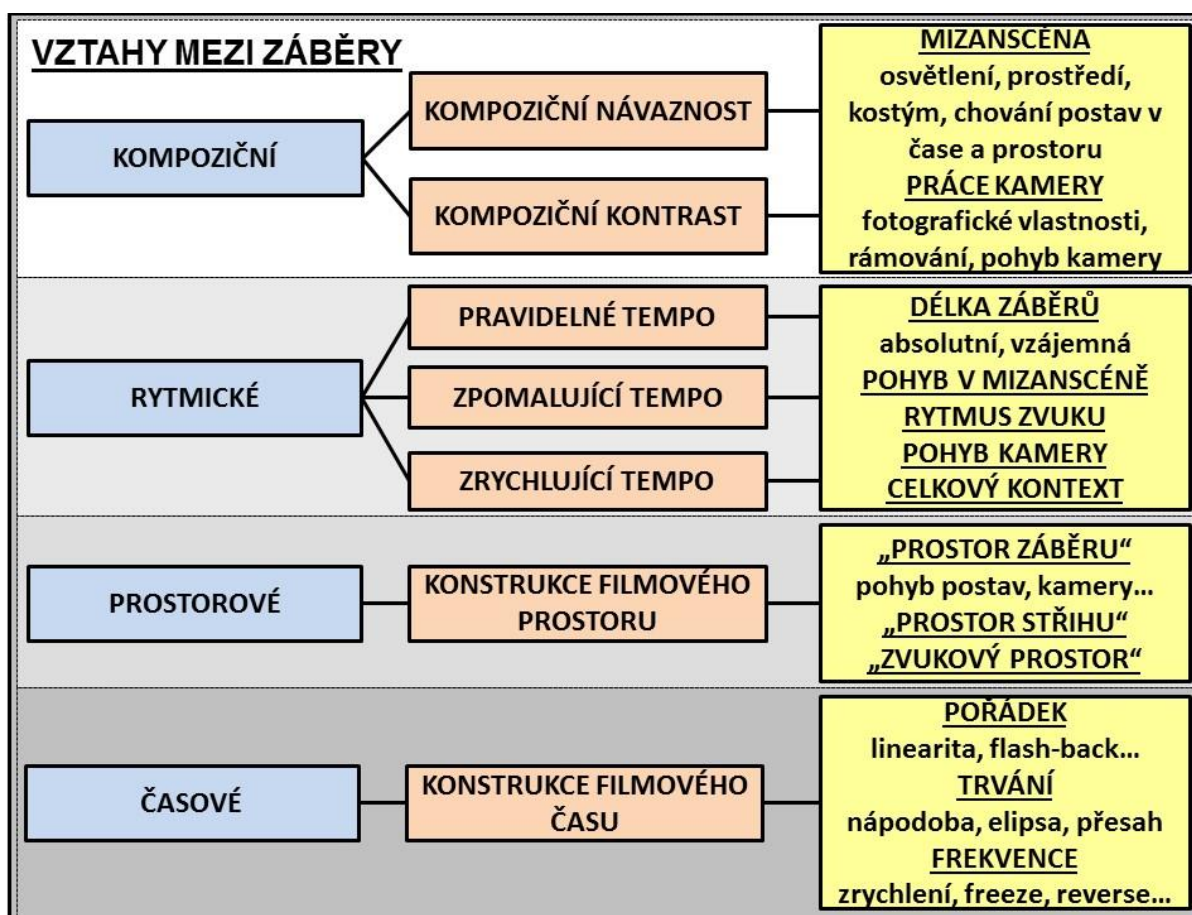 VZTAHY MEZI ZÁBĚRY
KOMPOZIČNÍ
KOMPOZIČNÍ NÁVAZNOST
KOMPOZIČNÍ KONTRAST
MIZANSCÉNA
osvětlení, prostředí,
kostým, chování postav v
čase a prostoru
PRÁCE KAMERY
fotografické vlastnosti,
rámování, pohyb kamery
RYTMICKÉ
PRAVIDELNÉ TEMPO
ZPOMALUJÍCÍ TEMPO
ZRYCHLUJÍCÍ TEMPO
DÉLKA ZÁBĚRŮ
absolutní, vzájemná
POHYB V MIZANSCÉNĚ
RYTMUS ZVUKU
POHYB KAMERY
CELKOVÝ KONTEXT
PROSTOROVÉ
KONSTRUKCE FILMOVÉHO
PROSTORU
„PROSTOR ZÁBĚRU“
pohyb postav, kamery…
„PROSTOR STŘIHU“
„ZVUKOVÝ PROSTOR“
ČASOVÉ
KONSTRUKCE FILMOVÉHO
ČASU
POŘÁDEK
linearita, flash-back…
TRVÁNÍ
nápodoba, elipsa, přesah
FREKVENCE
zrychlení, freeze, reverse…